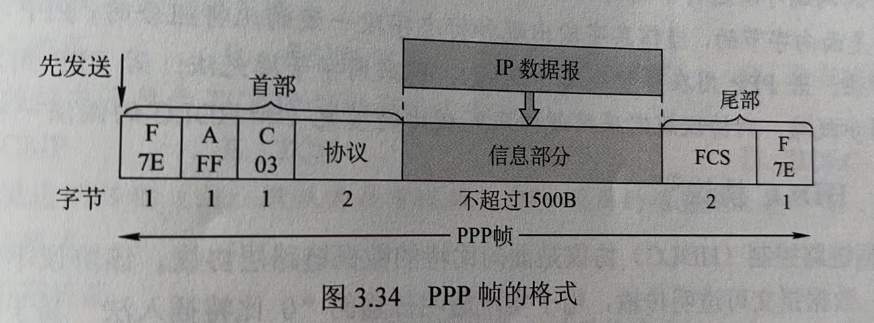 先发送
首部
IP 数据报
尾部
F 7E
A FF
C 03
协议
信息部分
FCS
F 7E
字节 1 1 1 2 不超过1500B 2 1
PPP帧
图 3.34 PPP 帧的格式